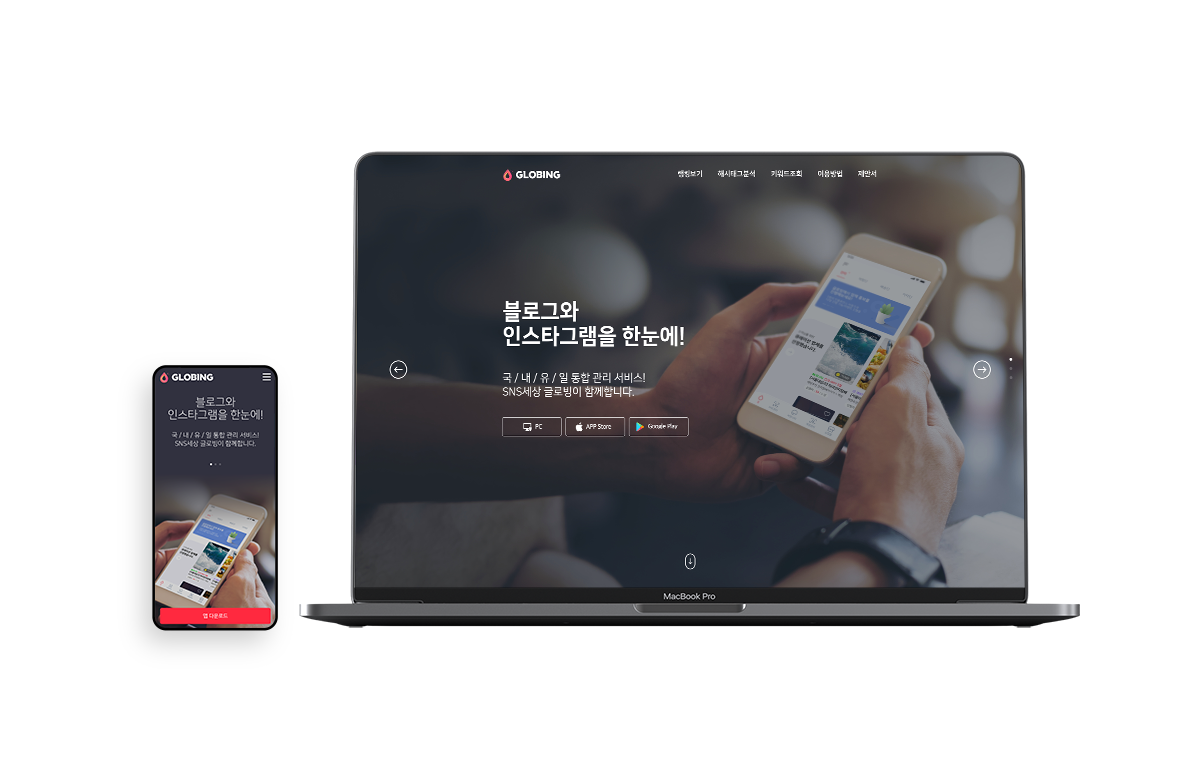 GLOBING
랭킹보기 해시태그분석 키워드조회 이용방법 제안서
블로그와
인스타그램을 한눈에!
국 / 내 / 유 / 일 통합 관리 서비스!
SNS세상 글로빙이 함께합니다.
PC
APP Store
Google Play
MacBook Pro
GLOBING
블로그와
인스타그램을 한눈에!
국 / 내 / 유 / 일 통합 관리 서비스!
SNS세상 글로빙이 함께합니다.
앱 다운로드